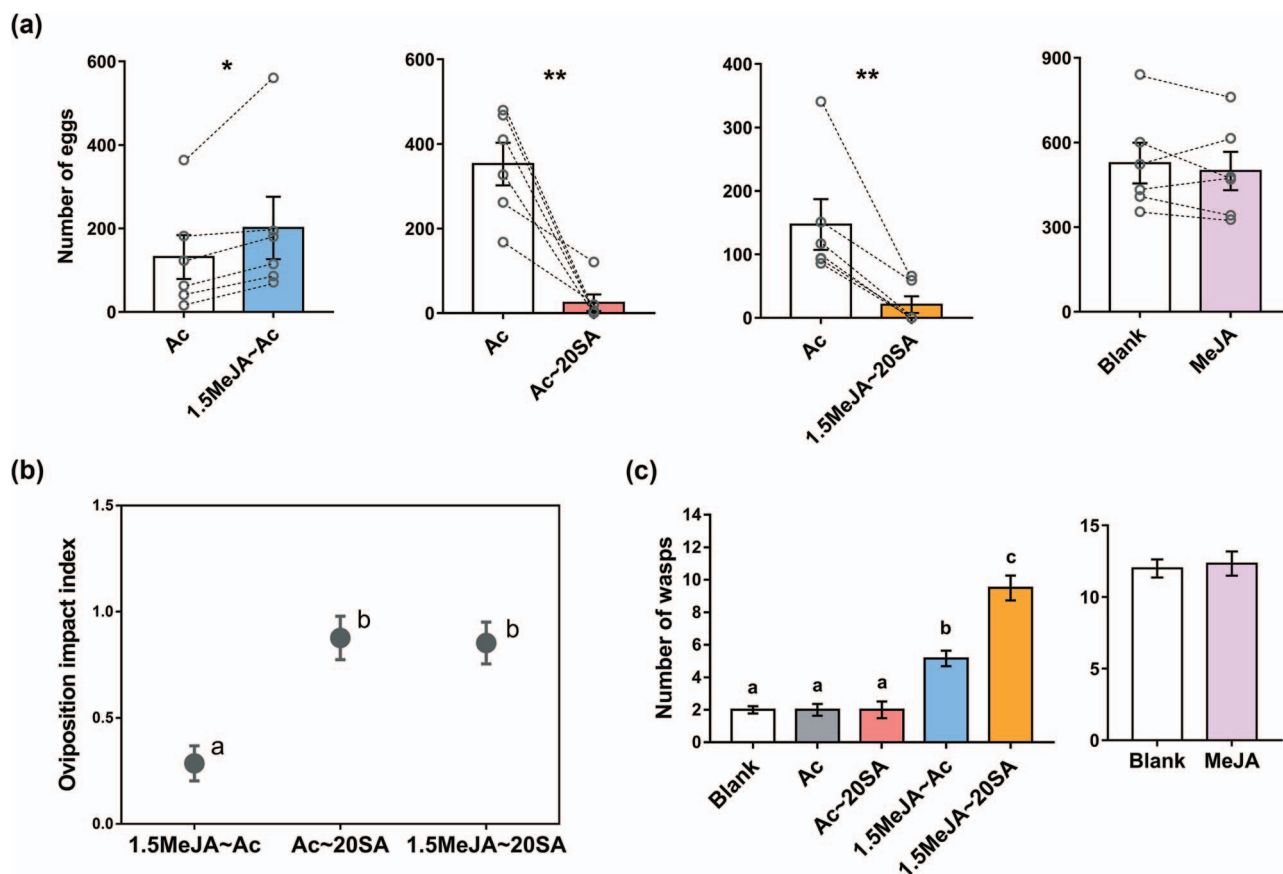 (a)
Number of eggs
600
400
200
0
*
Ac
1.5MeJA~Ac
600
400
200
0
**
Ac
Ac~20SA
400
300
200
100
0
**
Ac
1.5MeJA~20SA
900
600
300
0
Blank
MeJA
(b)
Oviposition impact index
1.5
1.0
0.5
0.0
a
b
b
1.5MeJA~Ac
Ac~20SA
1.5MeJA~20SA
(c)
Number of wasps
14
12
10
8
6
4
2
0
a
a
a
b
c
Blank
Ac
Ac~20SA
1.5MeJA~Ac
1.5MeJA~20SA
15
10
5
0
Blank
MeJA